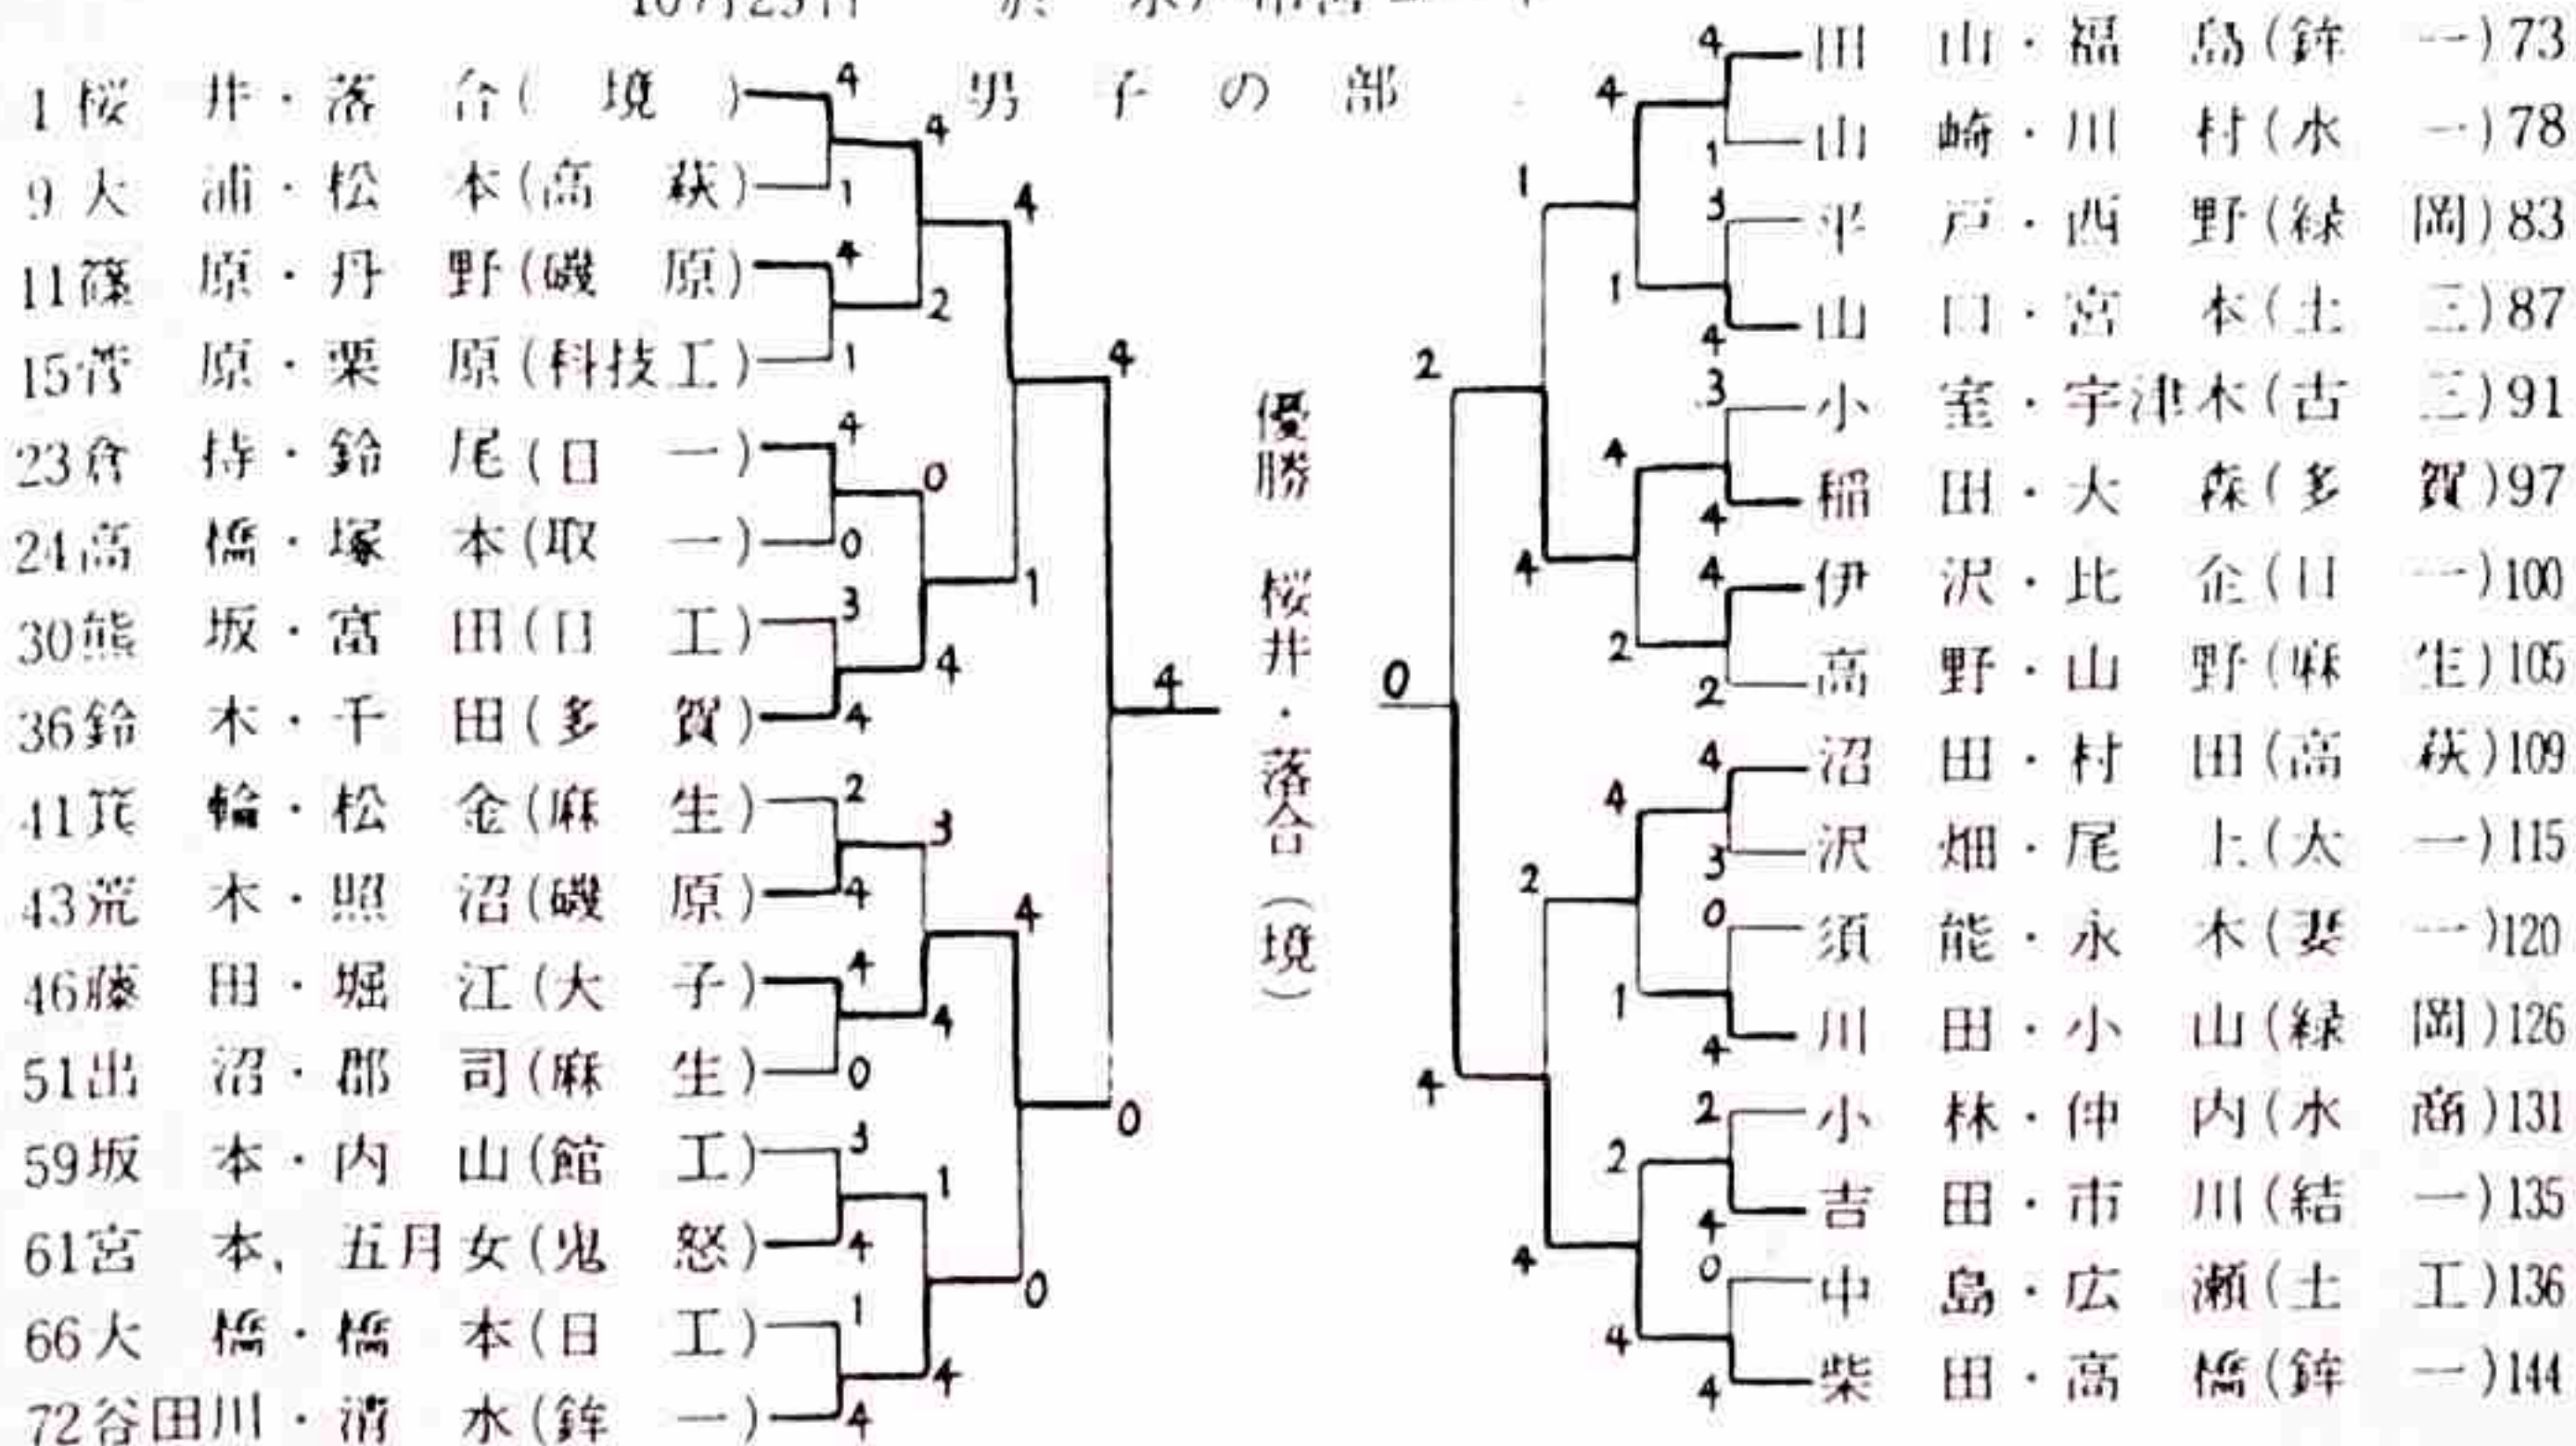 10月23日
男子の部
1 桜井・落合(境) 4
9 大浦・松本(高萩) 1
11 篠原・丹野(磯原) 4
15 菅原・栗原(科技工) 1
23 倉持・鈴尾(日一) 4
24 高橋・塚本(取一) 0
30 熊坂・富田(日工) 3
36 鈴木・千田(多賀) 4
41 箕輪・松金(麻生) 2
43 荒木・照沼(磯原) 4
46 藤田・堀江(大子) 4
51 出沼・郡司(麻生) 0
59 坂本・内山(館工) 3
61 宮本、五月女(鬼怒) 4
66 大橋・橋本(日工) 1
72 谷田川・清水(鉾一) 4
4 2 0 4 3 4 1 4
4 1 4 0
4 0
4
優勝 桜井・落合(境)
0
2 4
1 4 2 4
4 1 4 2 4 1 2 4
4 田山・福島(鉾一)73
1 山崎・川村(水一)78
3 平戸・西野(緑岡)83
4 山口・宮本(土三)87
3 小室・宇津木(古三)91
4 稲田・大森(多賀)97
4 伊沢・比企(日一)100
2 高野・山野(麻生)105
4 沼田・村田(高萩)109
3 沢畑・尾上(太一)115
0 須能・永木(妻一)120
4 川田・小山(緑岡)126
2 小林・仲内(水商)131
4 吉田・市川(結一)135
0 中島・広瀬(土工)136
4 柴田・高橋(鉾一)144